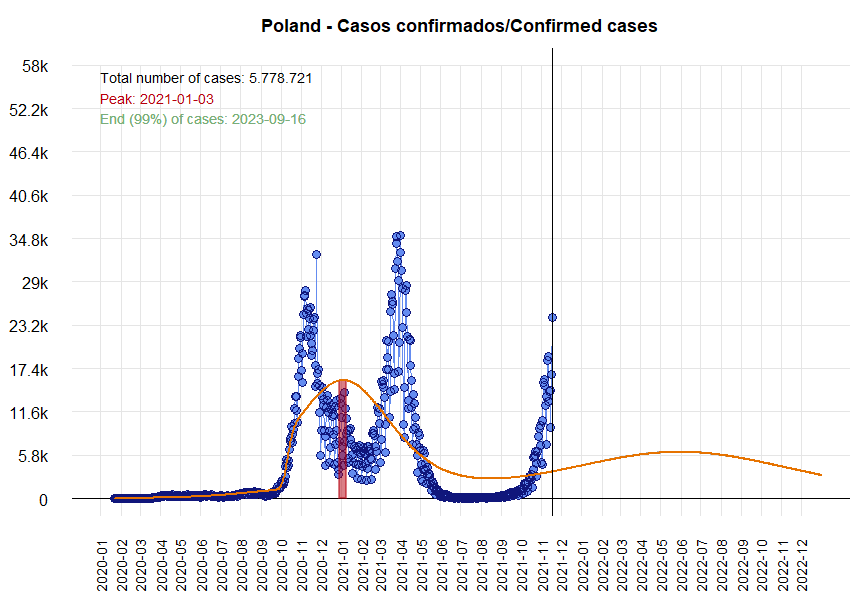 Poland - Casos confirmados/Confirmed cases
Total number of cases: 5.778.721
Peak: 2021-01-03
End (99%) of cases: 2023-09-16
58k
52.2k
46.4k
40.6k
34.8k
29k
23.2k
17.4k
11.6k
5.8k
0
2020-01
2020-02
2020-03
2020-04
2020-05
2020-06
2020-07
2020-08
2020-09
2020-10
2020-11
2020-12
2021-01
2021-02
2021-03
2021-04
2021-05
2021-06
2021-07
2021-08
2021-09
2021-10
2021-11
2021-12
2022-01
2022-02
2022-03
2022-04
2022-05
2022-06
2022-07
2022-08
2022-09
2022-10
2022-11
2022-12